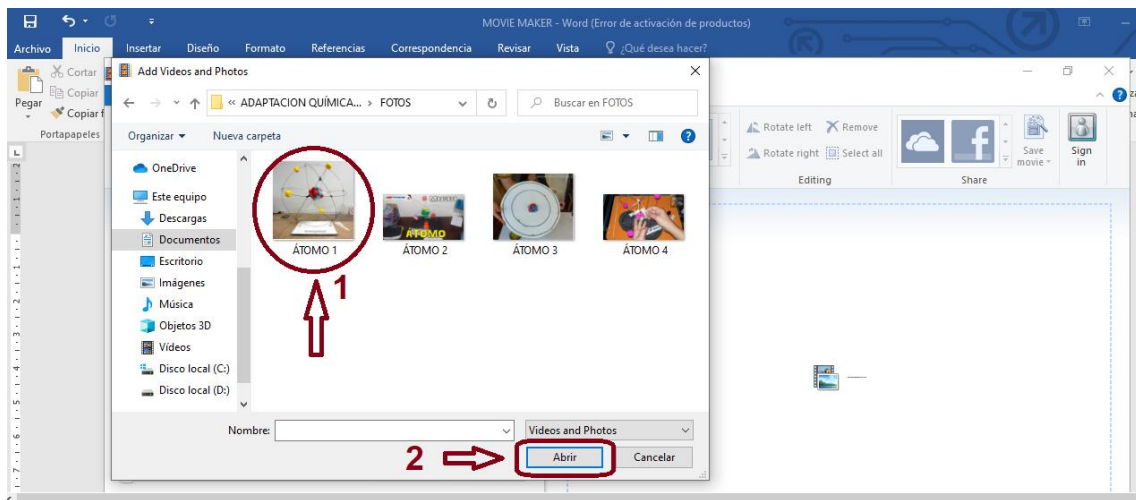 MOVIE MAKER - Word (Error de activación de productos)
Archivo Inicio Insertar Diseño Formato Referencias Correspondencia Revisar Vista ¿Qué desea hacer?
Pegar
Cortar
Copiar
Copiar f
Portapapeles
Add Videos and Photos
« ADAPTACION QUÍMICA... > FOTOS
Buscar en FOTOS
Organizar
Nueva carpeta
OneDrive
Este equipo
Descargas
Documentos
Escritorio
Imágenes
Música
Objetos 3D
Vídeos
Disco local (C:)
Disco local (D:)
ÁTOMO
ÁTOMO 1
ÁTOMO 2
ÁTOMO 3
ÁTOMO 4
1
Nombre:
Videos and Photos
2
Abrir
Cancelar
Rotate left
Remove
Rotate right
Select all
Editing
Save movie
Share
Sign in